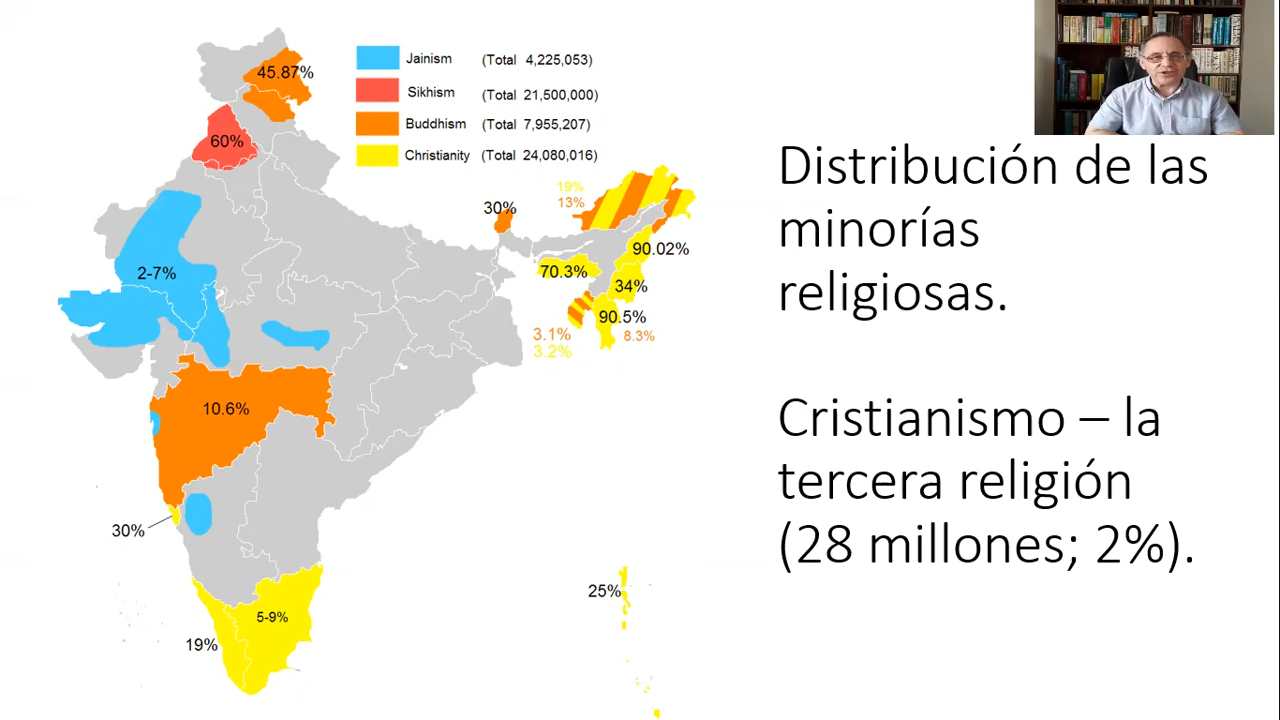 45.87%
Jainism (Total 4,225,053)
Sikhism (Total 21,500,000)
Buddhism (Total 7,955,207)
Christianity (Total 24,080,016)
60%
19%
13%
30%
90.02%
70.3%
34%
2-7%
90.5%
3.1%
8.3%
3.2%
10.6%
30%
25%
5-9%
19%
Distribución de las
minorías
religiosas.
Cristianismo – la
tercera religión
(28 millones; 2%).